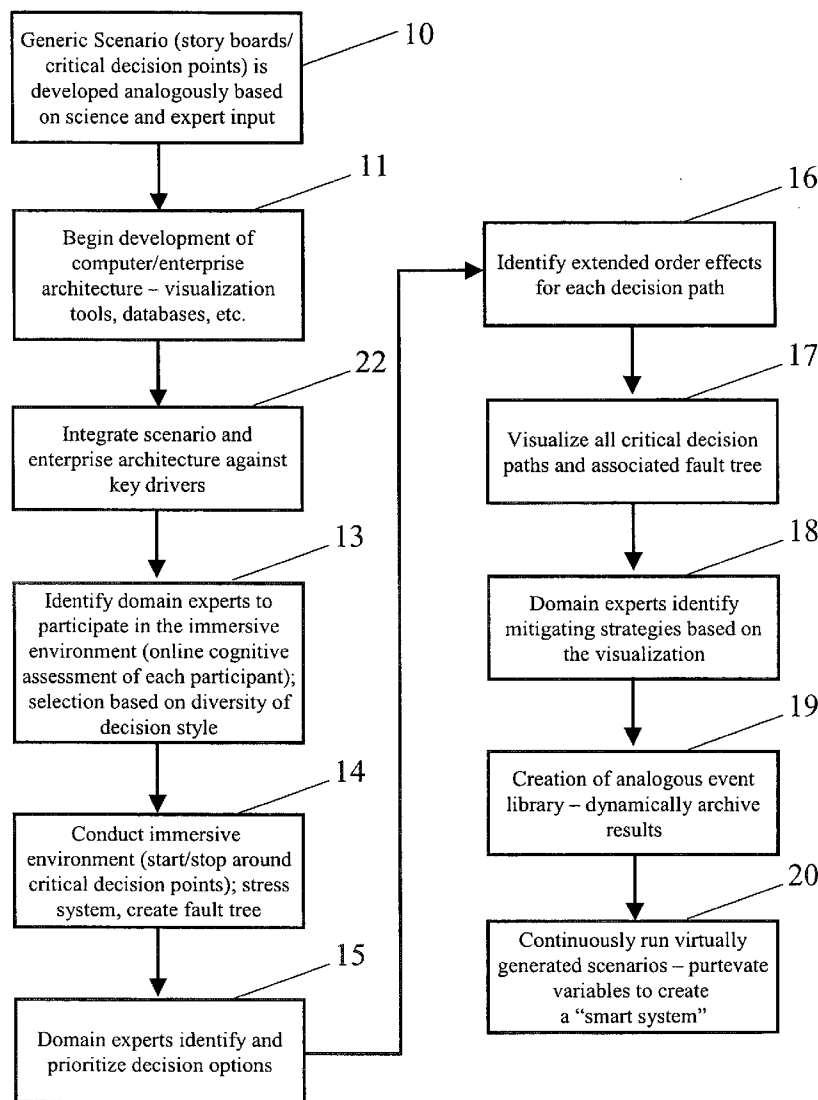 10
Generic Scenario (story boards/
critical decision points) is
developed analogously based
on science and expert input
11
Begin development of
computer/enterprise
architecture – visualization
tools, databases, etc.
22
Integrate scenario and
enterprise architecture against
key drivers
13
Identify domain experts to
participate in the immersive
environment (online cognitive
assessment of each participant);
selection based on diversity of
decision style
14
Conduct immersive
environment (start/stop around
critical decision points); stress
system, create fault tree
15
Domain experts identify and
prioritize decision options
16
Identify extended order effects
for each decision path
17
Visualize all critical decision
paths and associated fault tree
18
Domain experts identify
mitigating strategies based on
the visualization
19
Creation of analogous event
library – dynamically archive
results
20
Continuously run virtually
generated scenarios – purtevate
variables to create
a “smart system”